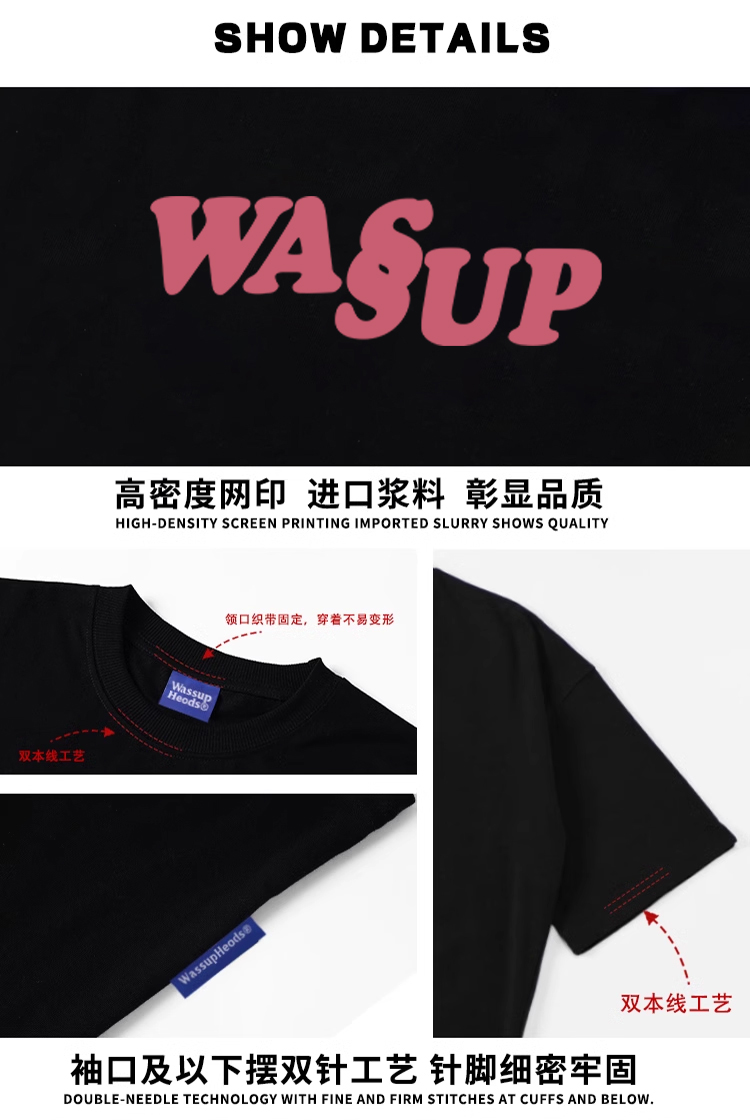 SHOW DETAILS
WASSUP
高密度网印 进口浆料 彰显品质
HIGH-DENSITY SCREEN PRINTING IMPORTED SLURRY SHOWS QUALITY
领口织带固定，穿着不易变形
Wassup
Heods®
双本线工艺
WassupHeods®
双本线工艺
袖口及以下摆双针工艺 针脚细密牢固
DOUBLE-NEEDLE TECHNOLOGY WITH FINE AND FIRM STITCHES AT CUFFS AND BELOW.